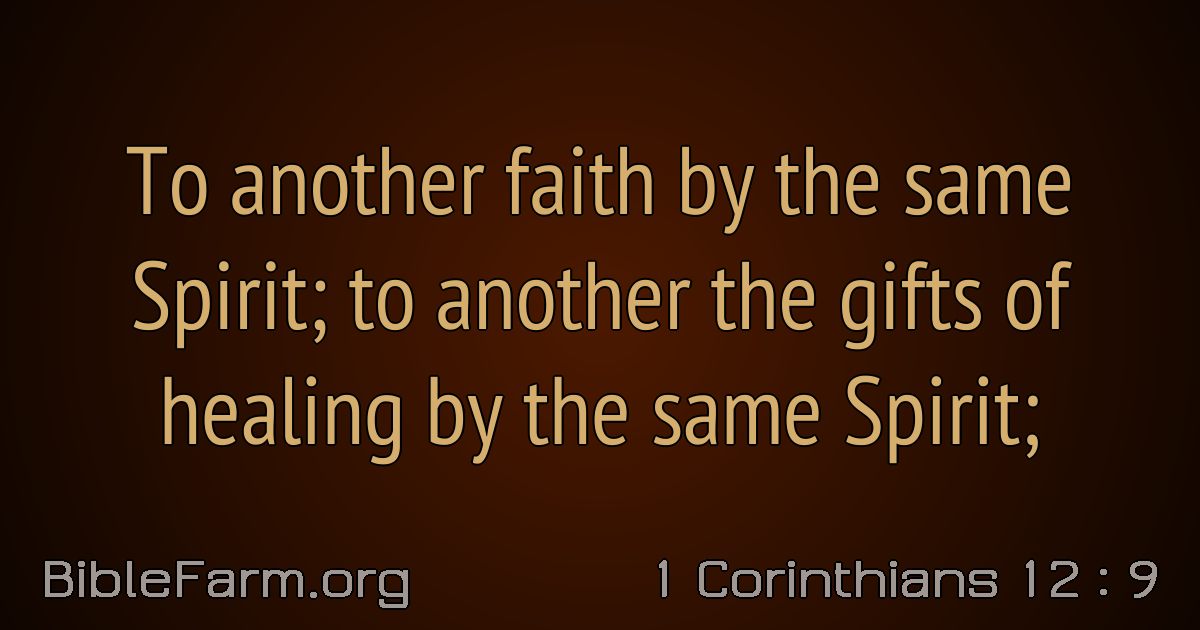 To another faith by the same
Spirit; to another the gifts of
healing by the same Spirit;
BibleFarm.org
1 Corinthians 12 : 9